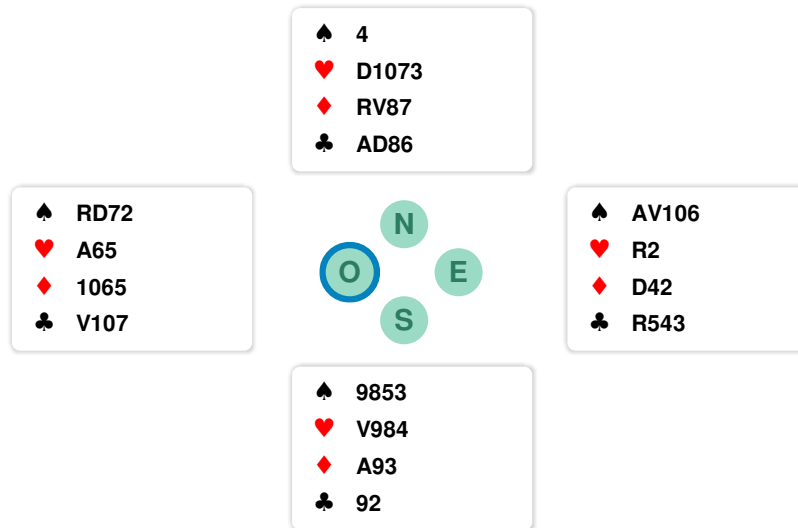 ♠ 4
♥ D1073
♦ RV87
♣ AD86
♠ RD72
♥ A65
♦ 1065
♣ V107
N
O E
S
♠ AV106
♥ R2
♦ D42
♣ R543
♠ 9853
♥ V984
♦ A93
♣ 92